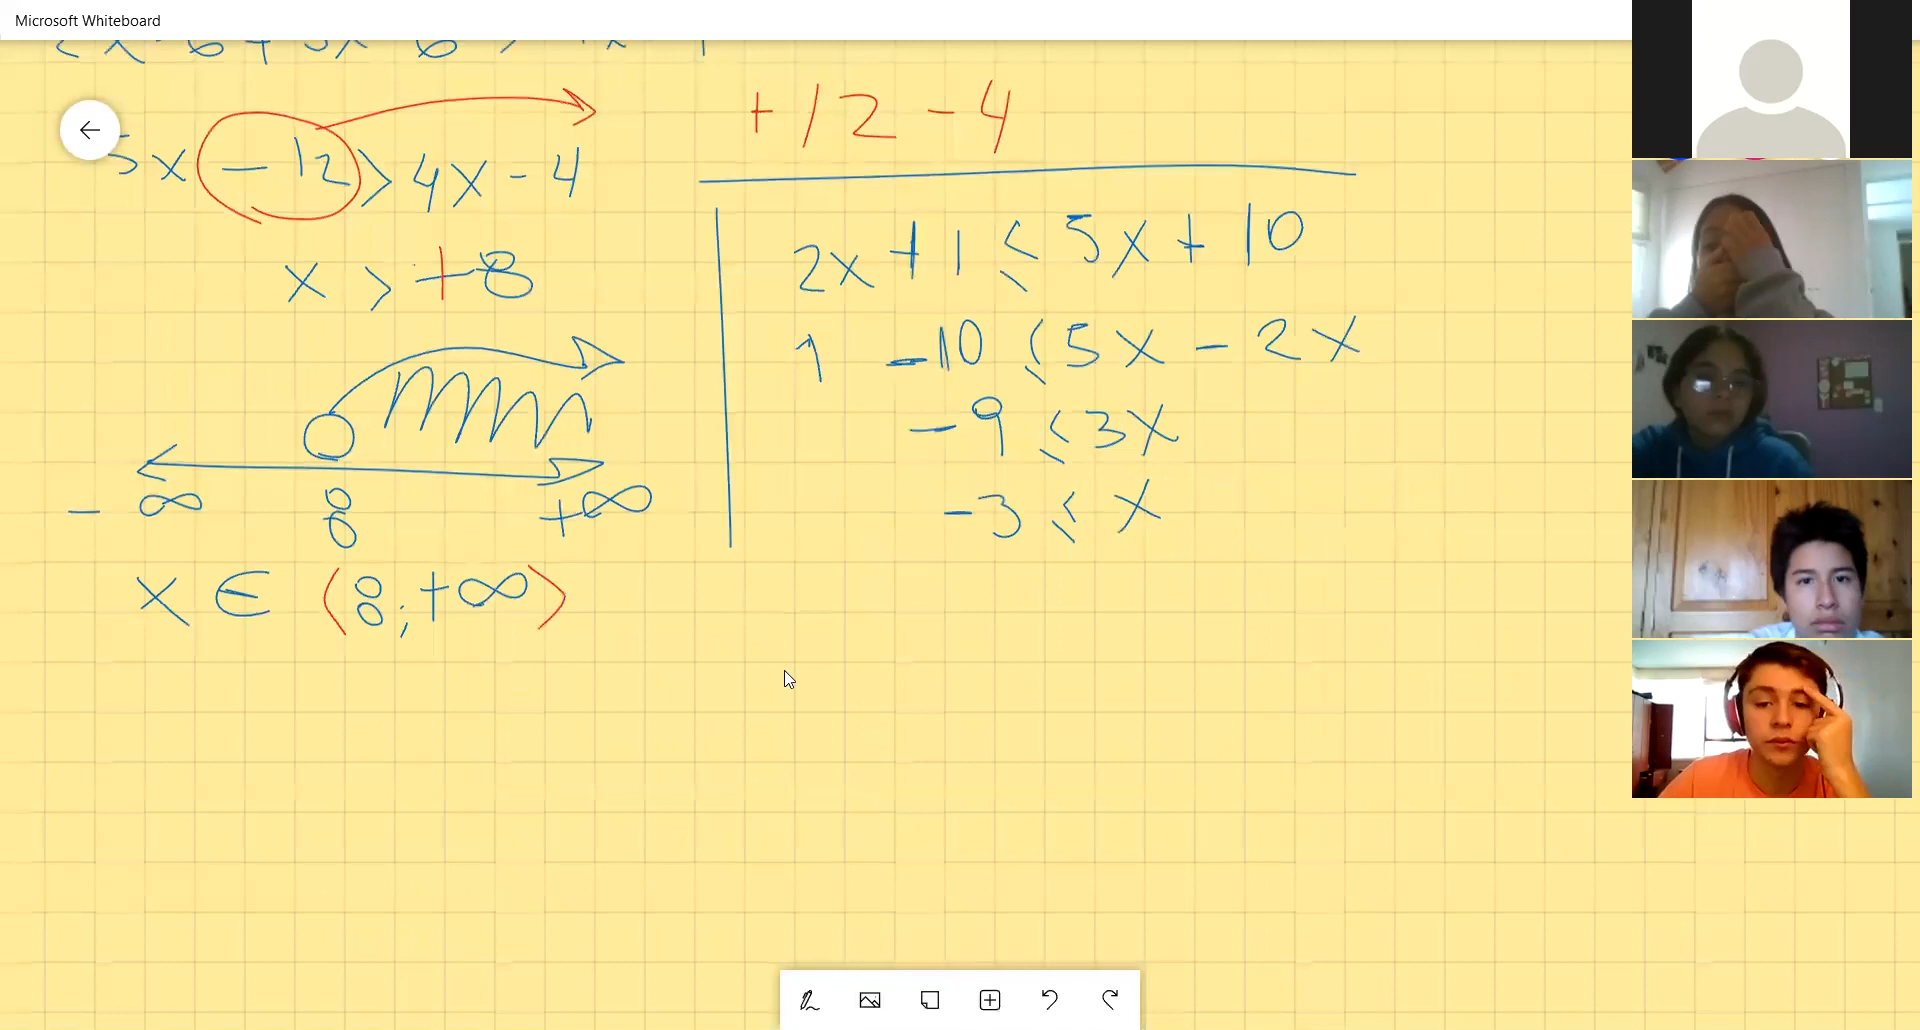 Microsoft Whiteboard
+12 - 4
5x - 12 > 4x - 4
x > +8
- ∞ 8 +∞
x ∈ ⟨8; +∞⟩
2x + 1 ≤ 5x + 10
1 - 10 ≤ 5x - 2x
-9 ≤ 3x
-3 ≤ x